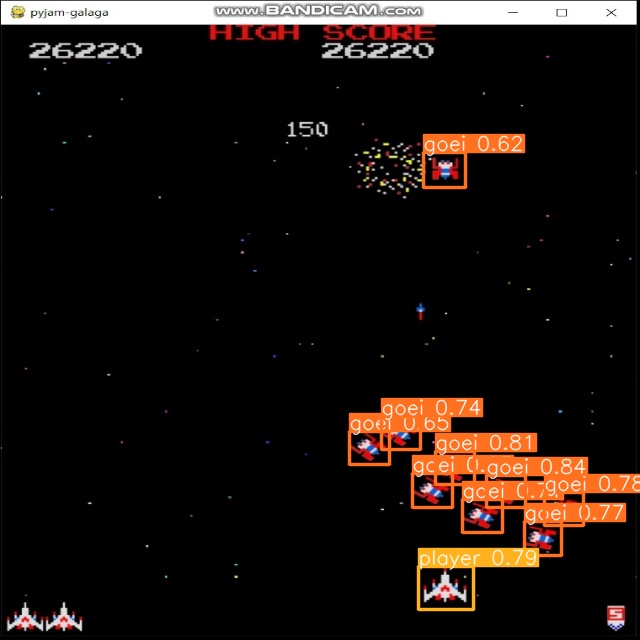 pyjam-galaga
www.BANDICAM.com
HIGH SCORE
26220 26220
150
goei 0.62
goei 0.74
goei 0.65
goei 0.81
goei 0.84
goei 0.78
goei 0.77
player 0.79
S